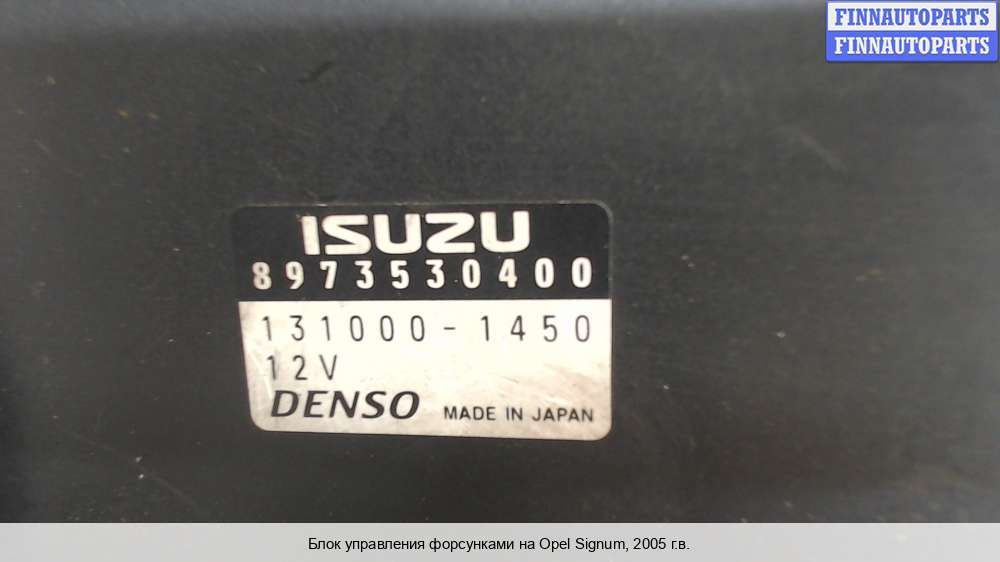 FINNAUTOPARTS
FINNAUTOPARTS
ISUZU
8973530400
131000-1450
12V
DENSO MADE IN JAPAN
Блок управления форсунками на Opel Signum, 2005 г.в.